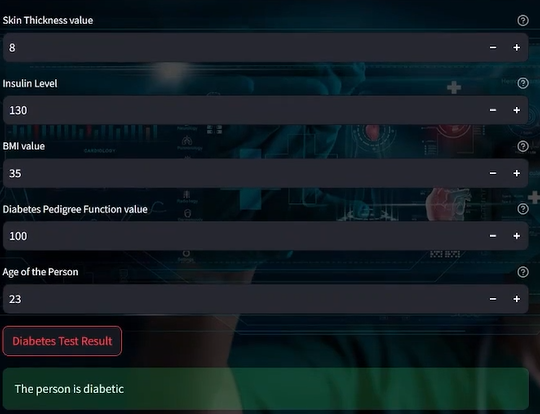 Skin Thickness value
8
Insulin Level
130
BMI value
35
Diabetes Pedigree Function value
100
Age of the Person
23
Diabetes Test Result
The person is diabetic